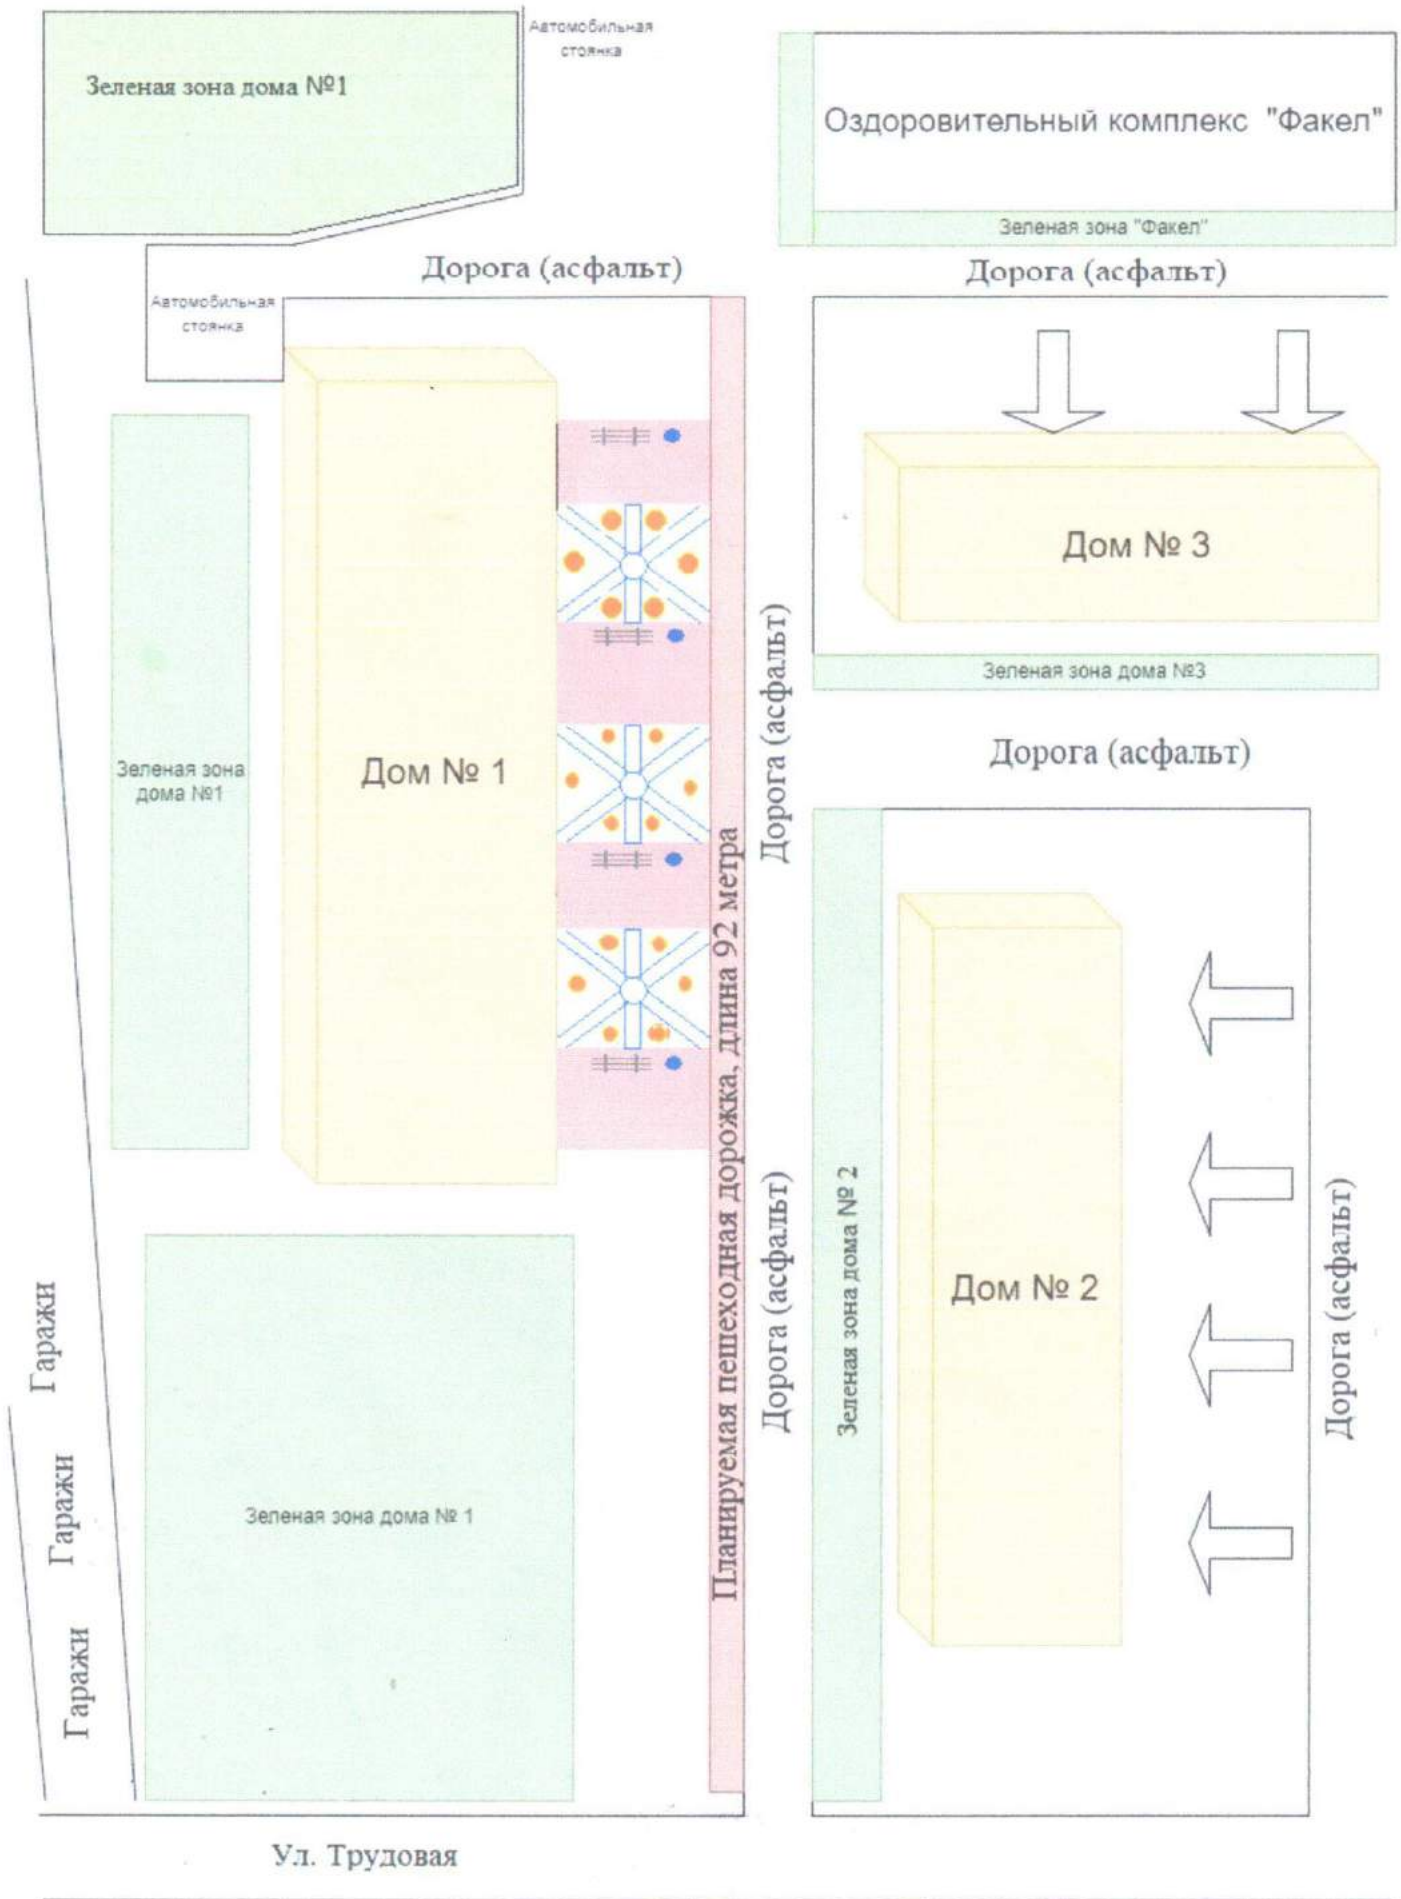 Автомобильная
стоянка
Зеленая зона дома №1
Оздоровительный комплекс "Факел"
Зеленая зона "Факел"
Дорога (асфальт)
Дорога (асфальт)
Автомобильная
стоянка
Дом № 3
Зеленая зона дома №3
Дорога (асфальт)
Дорога (асфальт)
Зеленая зона
дома №1
Дом № 1
Планируемая пешеходная дорожка, длина 92 метра
Дорога (асфальт)
Зеленая зона дома № 2
Дом № 2
Дорога (асфальт)
Гаражи
Гаражи
Гаражи
Зеленая зона дома № 1
Ул. Трудовая